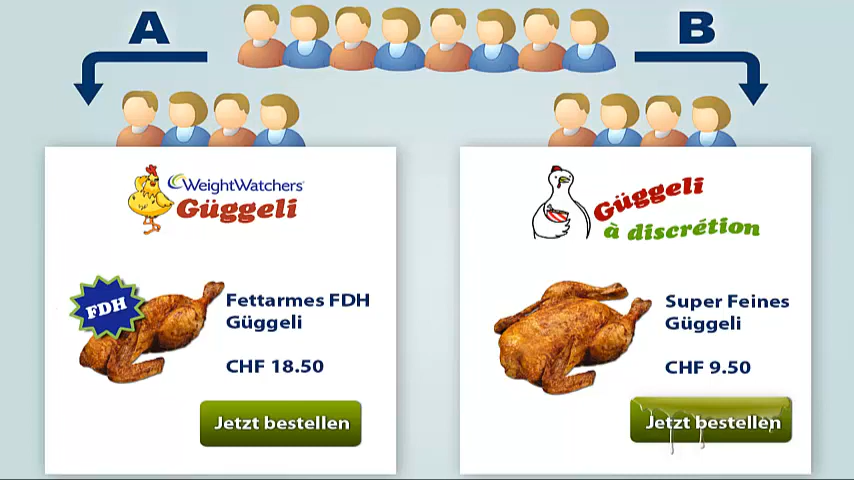 A
B
WeightWatchers
Güggeli
FDH
Fettarmes FDH
Güggeli
CHF 18.50
Jetzt bestellen
Güggeli
à discrétion
Super Feines
Güggeli
CHF 9.50
Jetzt bestellen